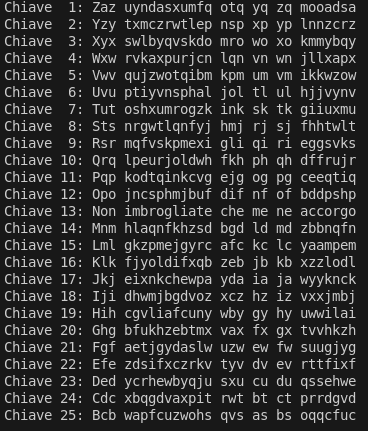 Chiave  1: Zaz uyndasxumfq otq yq zq mooadsa
Chiave  2: Yzy txmczrwtlep nsp xp yp lnnzcrz
Chiave  3: Xyx swlbyqvskdo mro wo xo kmmybqy
Chiave  4: Wxw rvkaxpurjcn lqn vn wn jllxapx
Chiave  5: Vwv qujzwotqibm kpm um vm ikkwzow
Chiave  6: Uvu ptiyvnsphal jol tl ul hjjvynv
Chiave  7: Tut oshxumrogzk ink sk tk giiuxmu
Chiave  8: Sts nrgwtlqnfyj hmj rj sj fhhtwlt
Chiave  9: Rsr mqfvskpmexi gli qi ri eggsvks
Chiave 10: Qrq lpeurjoldwh fkh ph qh dffrujr
Chiave 11: Pqp kodtqinkcvg ejg og pg ceeqtiq
Chiave 12: Opo jncsphmjbuf dif nf of bddpshp
Chiave 13: Non imbrogliate che me ne accorgo
Chiave 14: Mnm hlaqnfkhzsd bgd ld md zbbnqfn
Chiave 15: Lml gkzpmejgyrc afc kc lc yaampem
Chiave 16: Klk fjyoldifxqb zeb jb kb xzzlodl
Chiave 17: Jkj eixnkchewpa yda ia ja wyyknck
Chiave 18: Iji dhwmjbgdvoz xcz hz iz vxxjmbj
Chiave 19: Hih cgvliafcuny wby gy hy uwwilai
Chiave 20: Ghg bfukhzebtmx vax fx gx tvvhkzh
Chiave 21: Fgf aetjgydaslw uzw ew fw suugjyg
Chiave 22: Efe zdsifxczrkv tyv dv ev rttfixf
Chiave 23: Ded ycrhewbyqju sxu cu du qssehwe
Chiave 24: Cdc xbqgdvaxpit rwt bt ct prrdgvd
Chiave 25: Bcb wapfcuzwohs qvs as bs oqqcfuc